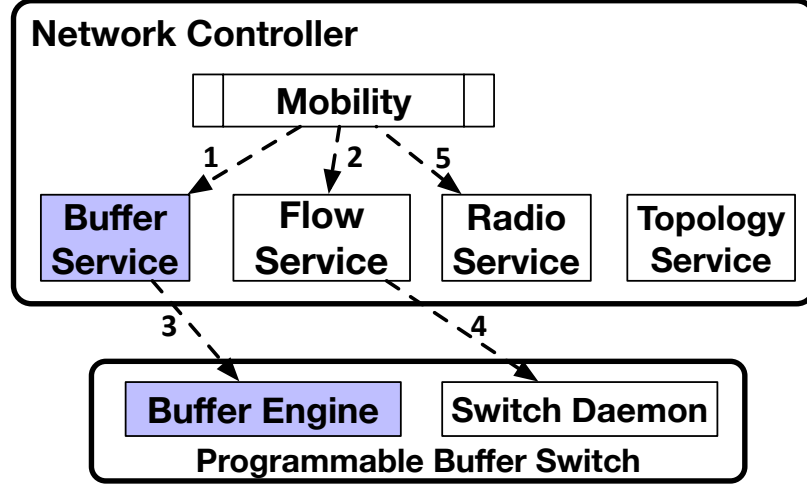 Network Controller
Mobility
1
2
5
Buffer
Service
Flow
Service
Radio
Service
Topology
Service
3
4
Buffer Engine
Switch Daemon
Programmable Buffer Switch